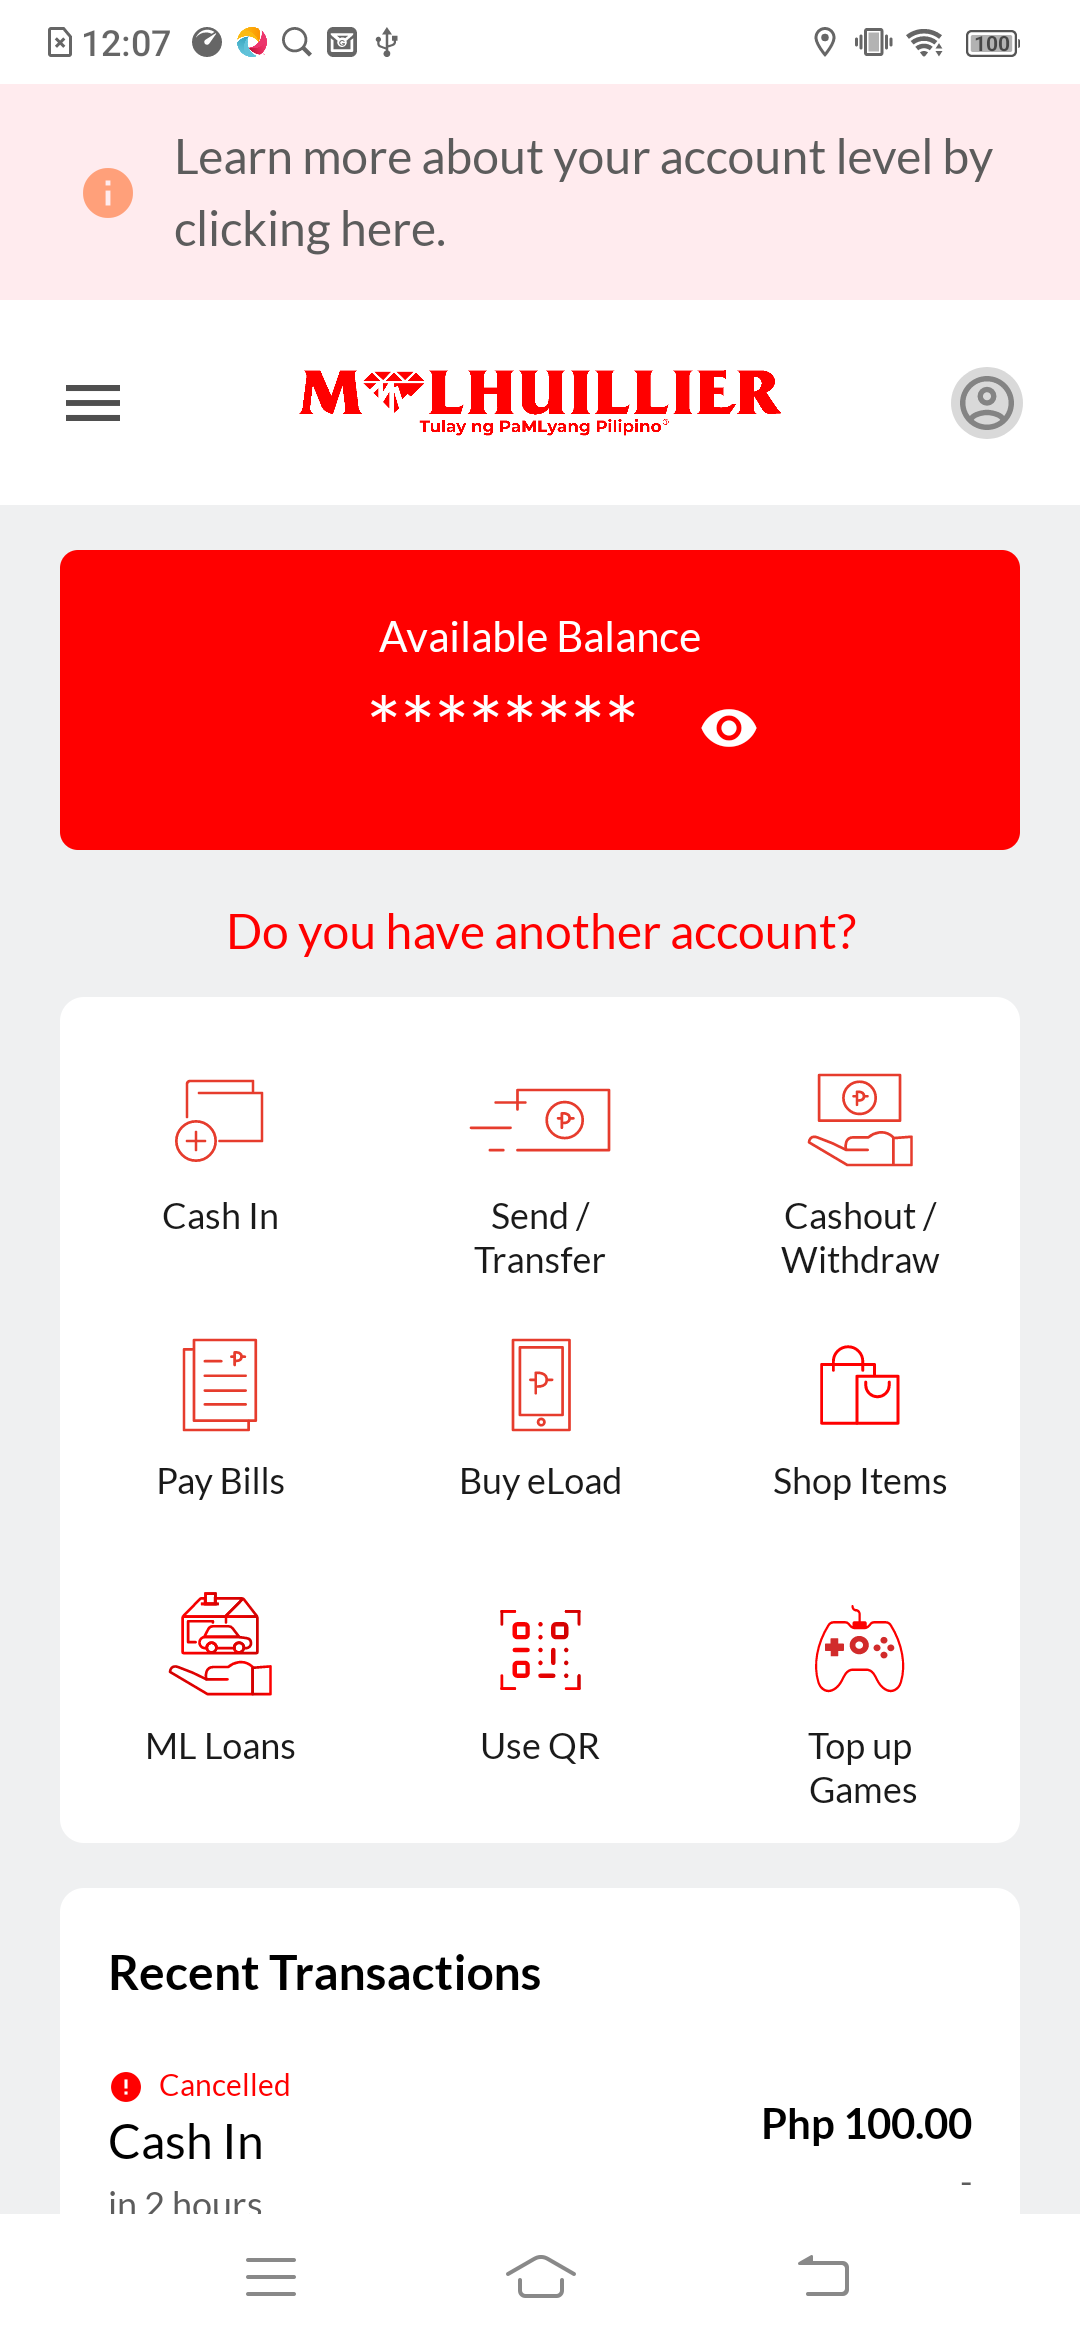 12:07
100
Learn more about your account level by
clicking here.
MLHUILLIER
Tulay ng PaMLyang Pilipino®
Available Balance
********
Do you have another account?
Cash In
Send /
Transfer
Cashout /
Withdraw
Pay Bills
Buy eLoad
Shop Items
ML Loans
Use QR
Top up
Games
Recent Transactions
Cancelled
Cash In
Php 100.00
-
in 2 hours